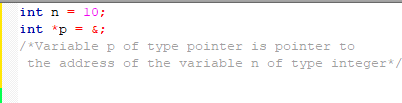 int n = 10;
int *p = &;
/*Variable p of type pointer is pointer to
the address of the variable n of type integer*/